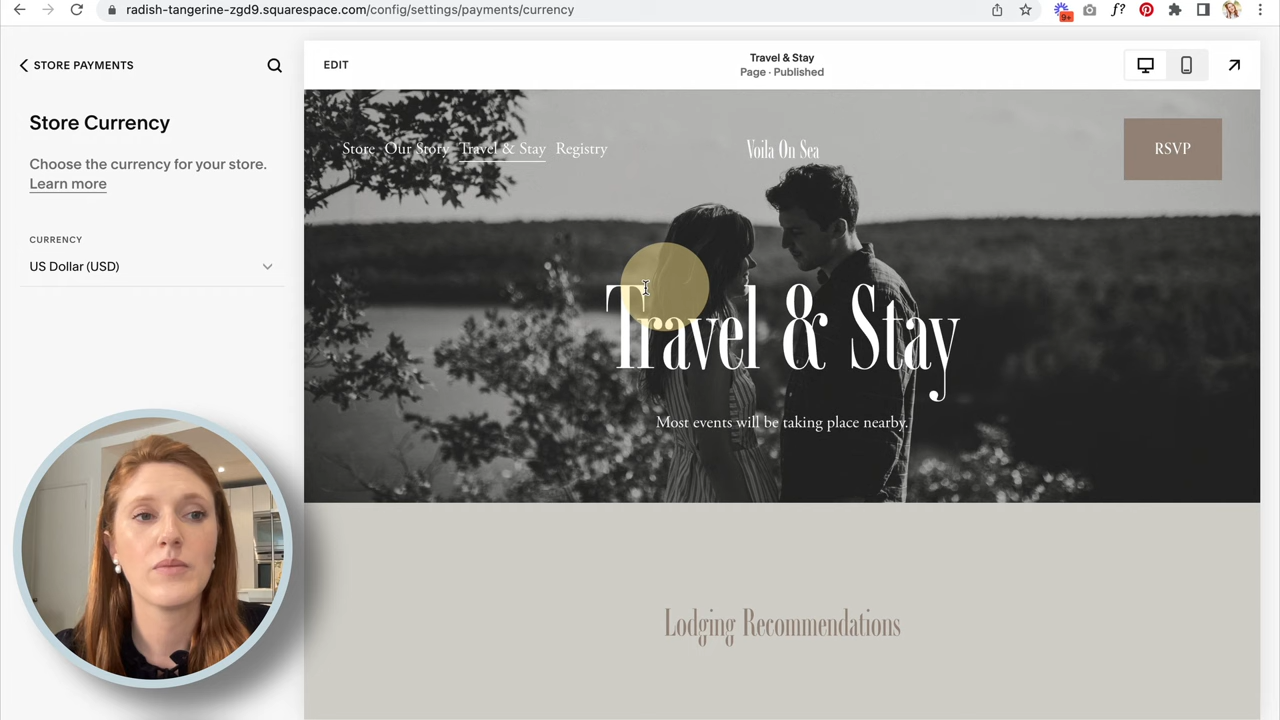 radish-tangerine-zgd9.squarespace.com/config/settings/payments/currency
9+
f?
STORE PAYMENTS
EDIT
Travel & Stay
Page · Published
Store Currency
Choose the currency for your store.
Learn more
CURRENCY
US Dollar (USD)
Store Our Story Travel & Stay Registry
Voila On Sea
RSVP
Travel & Stay
Most events will be taking place nearby.
Lodging Recommendations